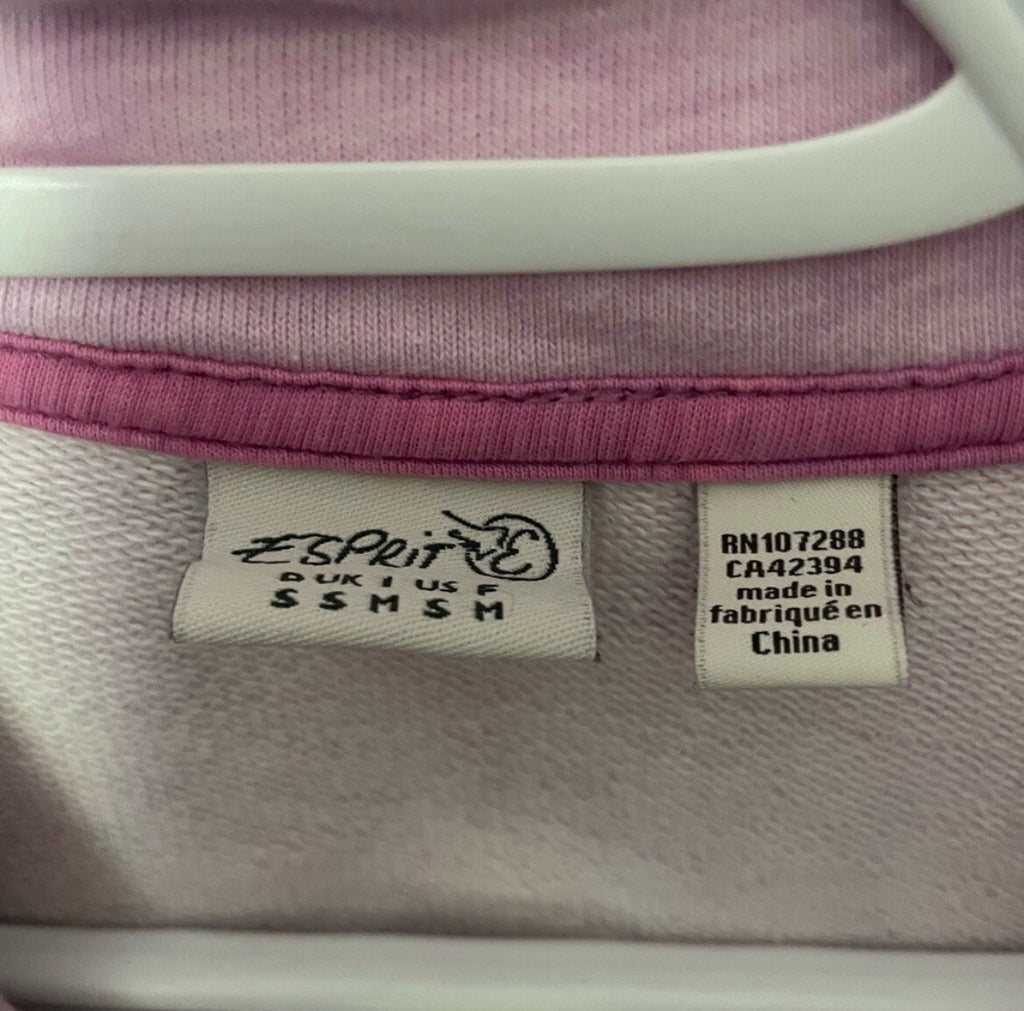 ESPRIT E
D UK I US F
S S M S M
RN107288
CA42394
made in
fabriqué en
China